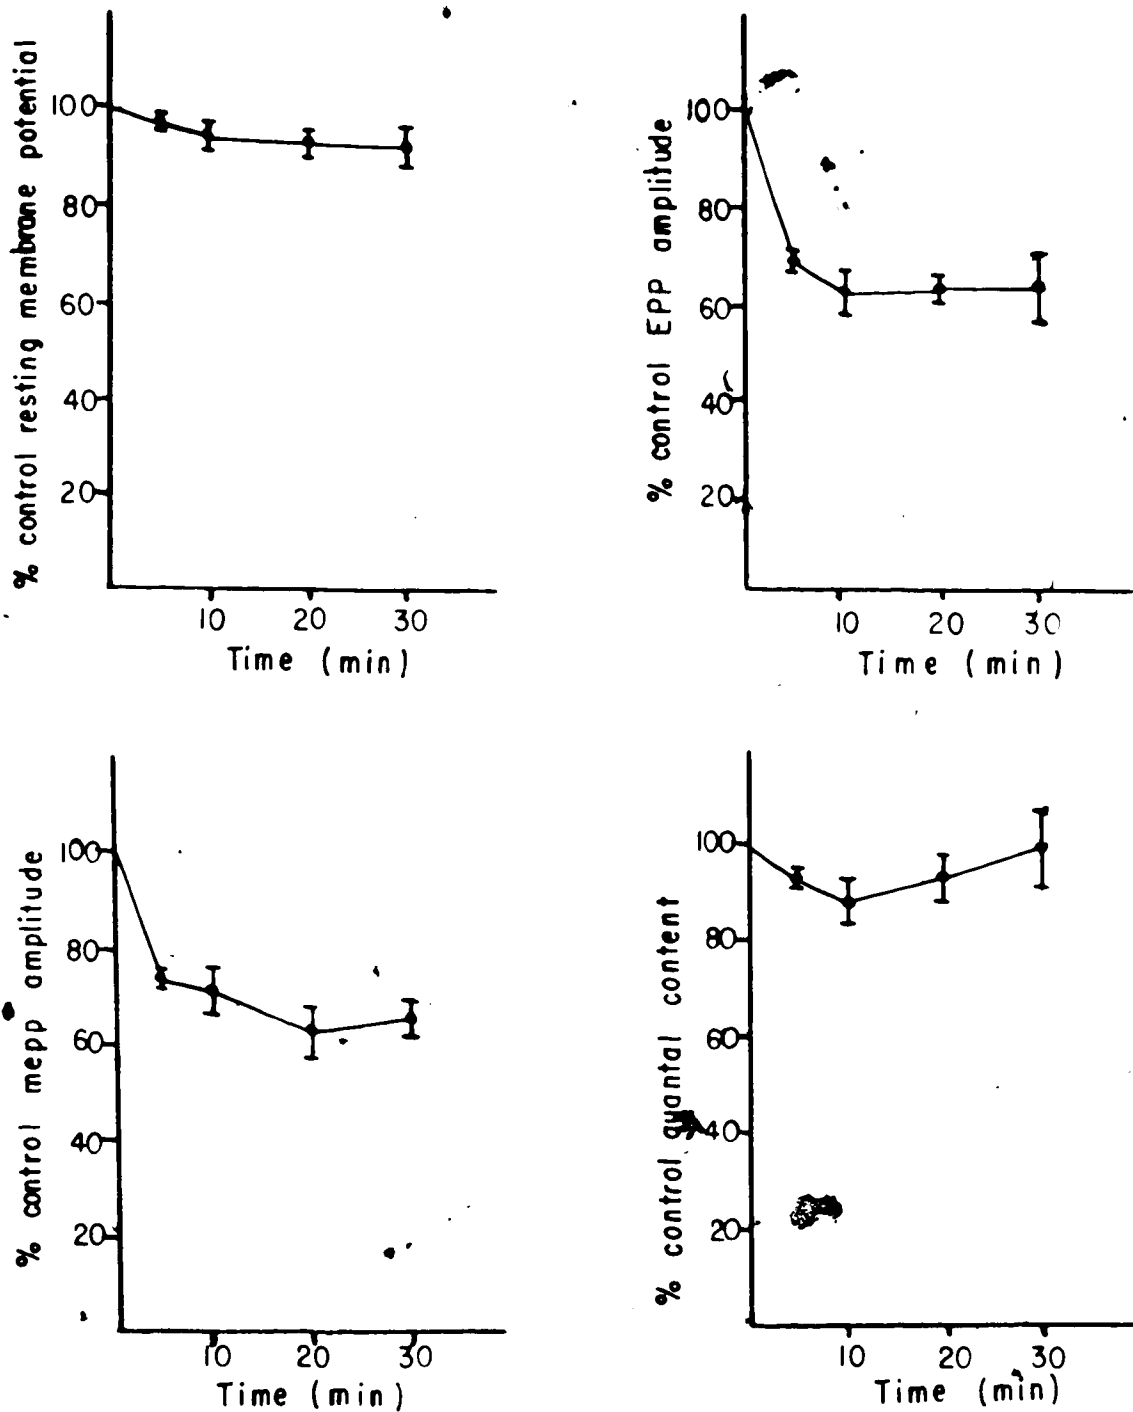 % control resting membrane potential
100
80
60
40
20
10 20 30
Time (min)
% control EPP amplitude
100
80
60
40
20
10 20 30
Time (min)
% control mepp amplitude
100
80
60
40
20
10 20 30
Time (min)
% control quantal content
100
80
60
40
20
10 20 30
Time (min)